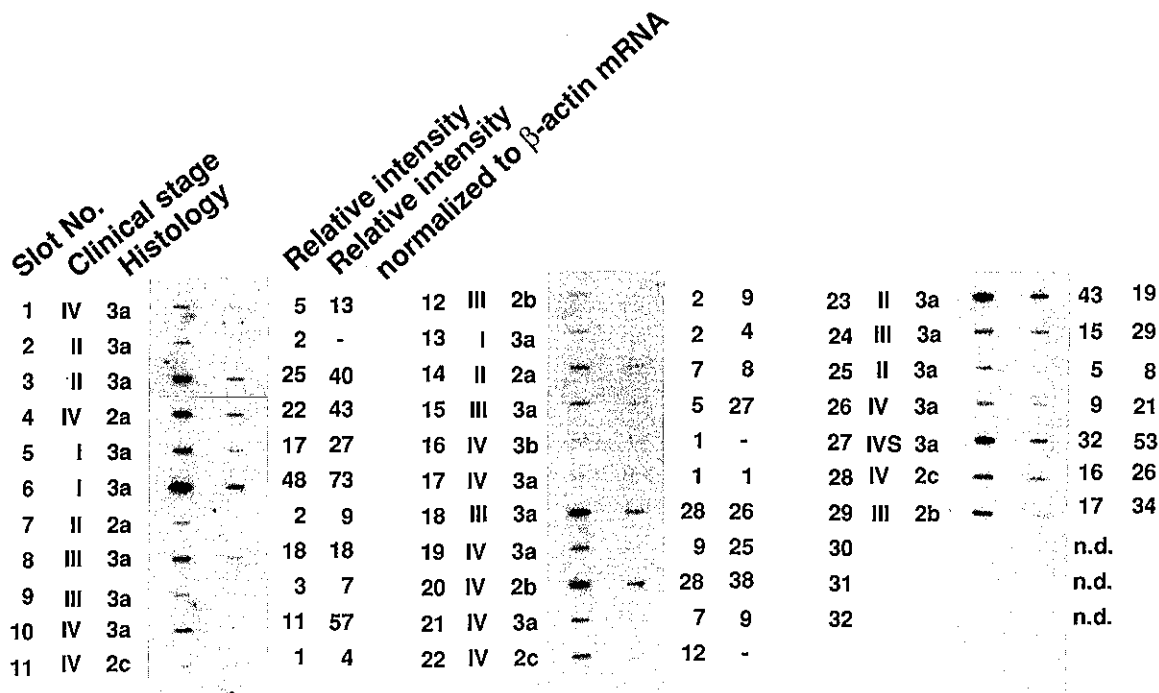 Slot No.
Clinical stage
Histology
Relative intensity
Relative intensity
normalized to β-actin mRNA
1 IV 3a 5 13 12 III 2b 2 9 23 II 3a 43 19
2 II 3a 2 - 13 I 3a 2 4 24 III 3a 15 29
3 II 3a 25 40 14 II 2a 7 8 25 II 3a 5 8
4 IV 2a 22 43 15 III 3a 5 27 26 IV 3a 9 21
5 I 3a 17 27 16 IV 3b 1 - 27 IVS 3a 32 53
6 I 3a 48 73 17 IV 3a 1 1 28 IV 2c 16 26
7 II 2a 2 9 18 III 3a 28 26 29 III 2b 17 34
8 III 3a 18 18 19 IV 3a 9 25 30 n.d.
9 III 3a 3 7 20 IV 2b 28 38 31 n.d.
10 IV 3a 11 57 21 IV 3a 7 9 32 n.d.
11 IV 2c 1 4 22 IV 2c 12 -